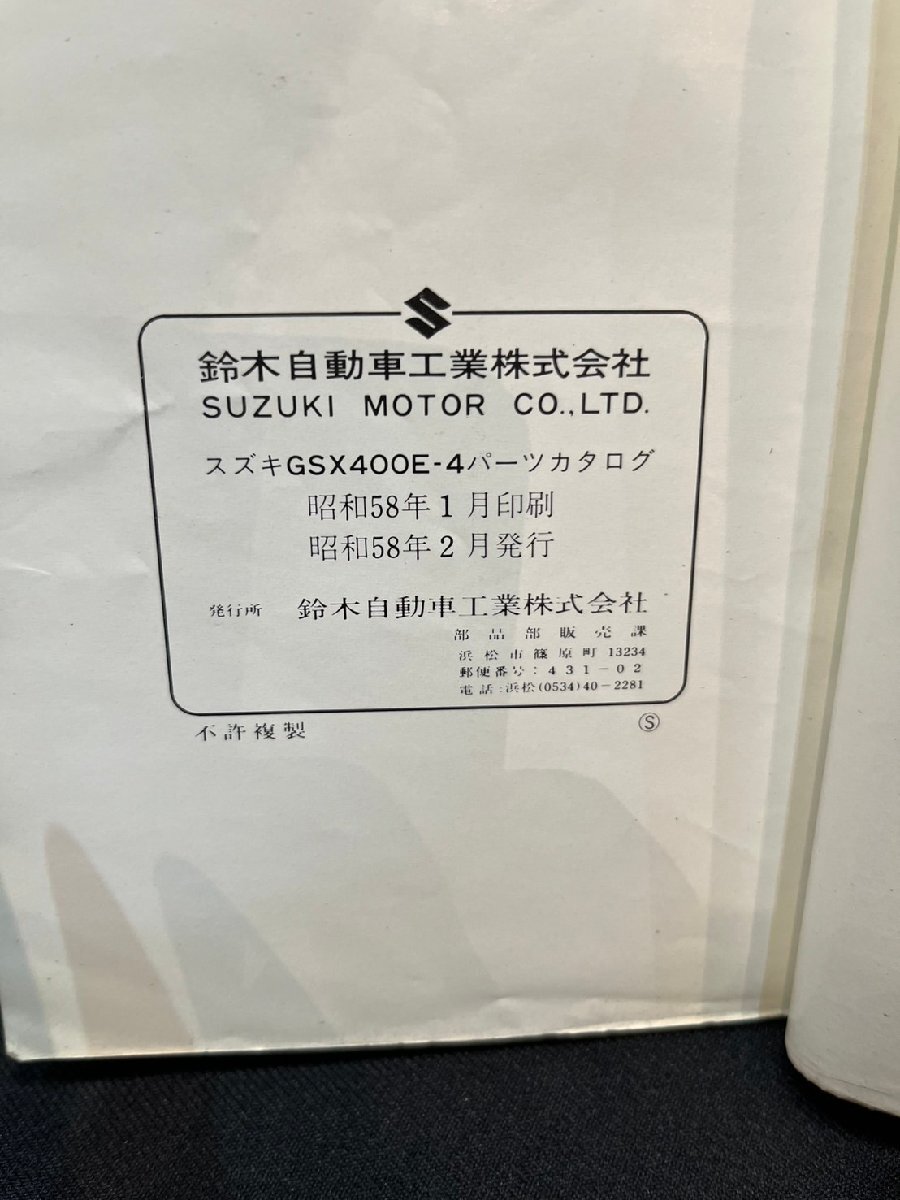 鈴木自動車工業株式会社
SUZUKI MOTOR CO.,LTD.
スズキGSX400E-4パーツカタログ
昭和58年1月印刷
昭和58年2月発行
発行所 鈴木自動車工業株式会社
部品部販売課
浜松市篠原町13234
郵便番号:431-02
電話:浜松(0534)40-2281
不許複製 Ⓢ